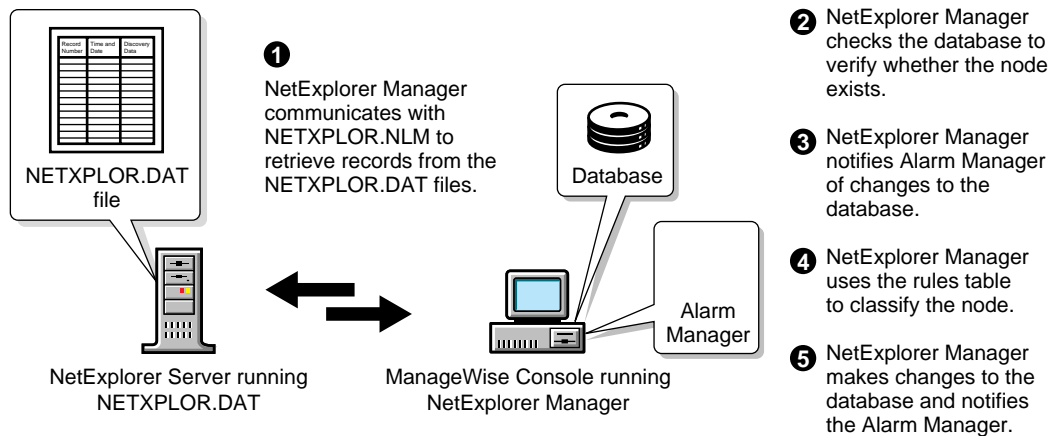 Record Number
Time and Date
Discovery Data
NETXPLOR.DAT
file
NetExplorer Server running
NETXPLOR.DAT
1
NetExplorer Manager
communicates with
NETXPLOR.NLM to
retrieve records from the
NETXPLOR.DAT files.
Database
Alarm
Manager
ManageWise Console running
NetExplorer Manager
2 NetExplorer Manager
checks the database to
verify whether the node
exists.
3 NetExplorer Manager
notifies Alarm Manager
of changes to the
database.
4 NetExplorer Manager
uses the rules table
to classify the node.
5 NetExplorer Manager
makes changes to the
database and notifies
the Alarm Manager.